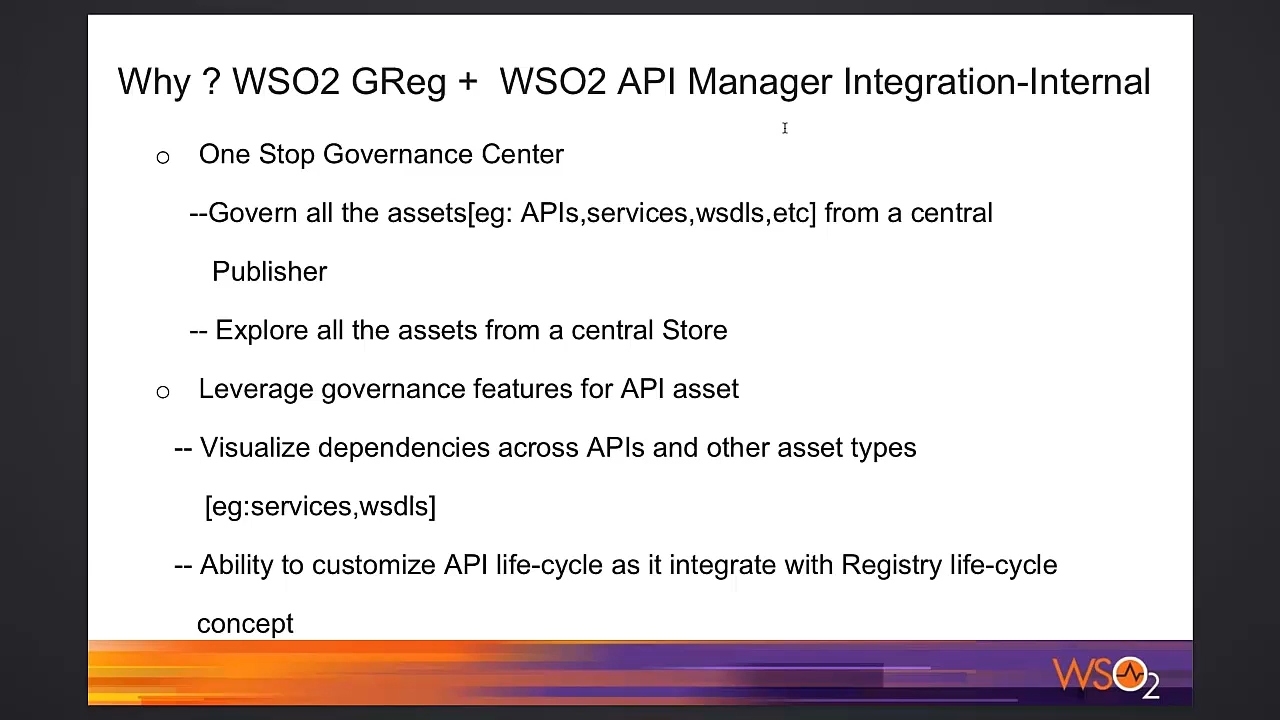 Why ? WSO2 GReg +  WSO2 API Manager Integration-Internal
o One Stop Governance Center
--Govern all the assets[eg: APIs,services,wsdls,etc] from a central
Publisher
-- Explore all the assets from a central Store
o Leverage governance features for API asset
-- Visualize dependencies across APIs and other asset types
[eg:services,wsdls]
-- Ability to customize API life-cycle as it integrate with Registry life-cycle
concept
WSO2